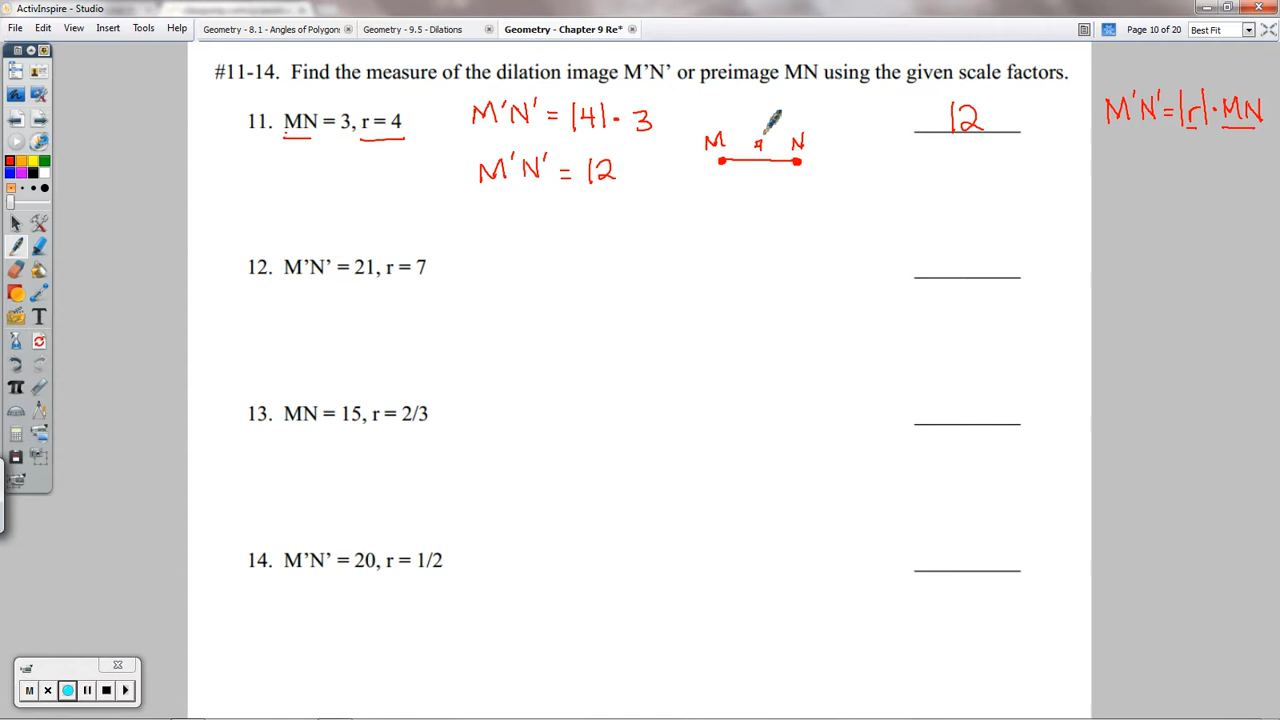 ActivInspire - Studio
File Edit View Insert Tools Help
Geometry - 8.1 - Angles of Polygons
Geometry - 9.5 - Dilations
Geometry - Chapter 9 Re*
Page 10 of 20
Best Fit
#11-14. Find the measure of the dilation image M’N’ or preimage MN using the given scale factors.
11. MN = 3, r = 4
M'N' = |4| · 3
12
M'N' = |r| · MN
M N
M'N' = 12
12. M’N’ = 21, r = 7
13. MN = 15, r = 2/3
14. M’N’ = 20, r = 1/2
M